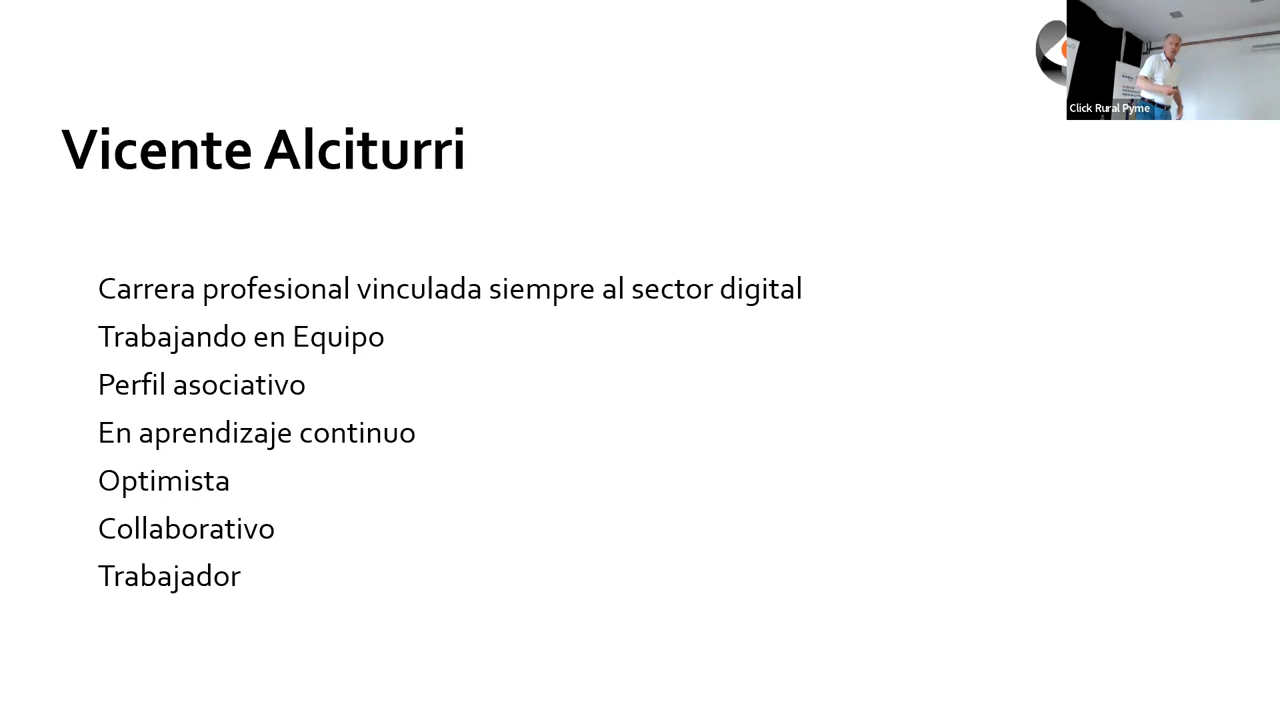 Vicente Alciturri
Carrera profesional vinculada siempre al sector digital
Trabajando en Equipo
Perfil asociativo
En aprendizaje continuo
Optimista
Collaborativo
Trabajador
Click Rural Pyme